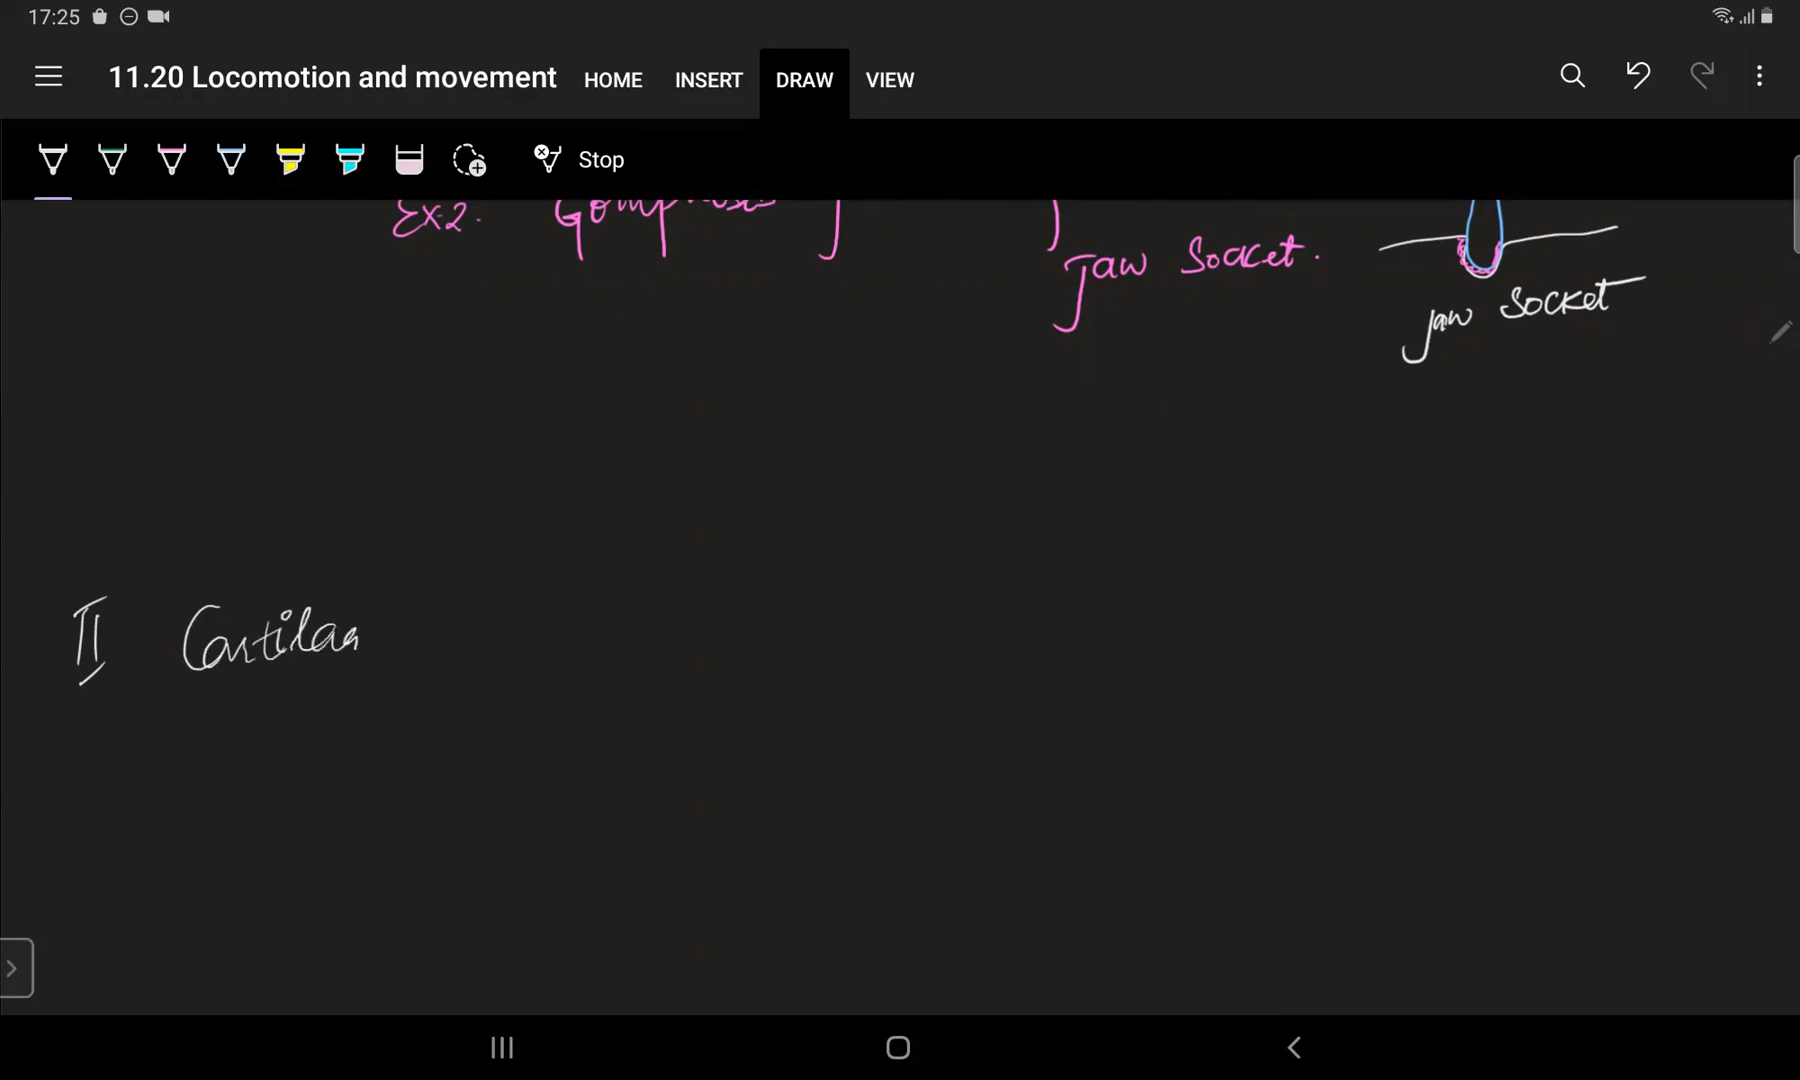 17:25
11.20 Locomotion and movement HOME INSERT DRAW VIEW
Stop
Ex-2.
Jaw Socket.
Jaw Socket
II Cartilag